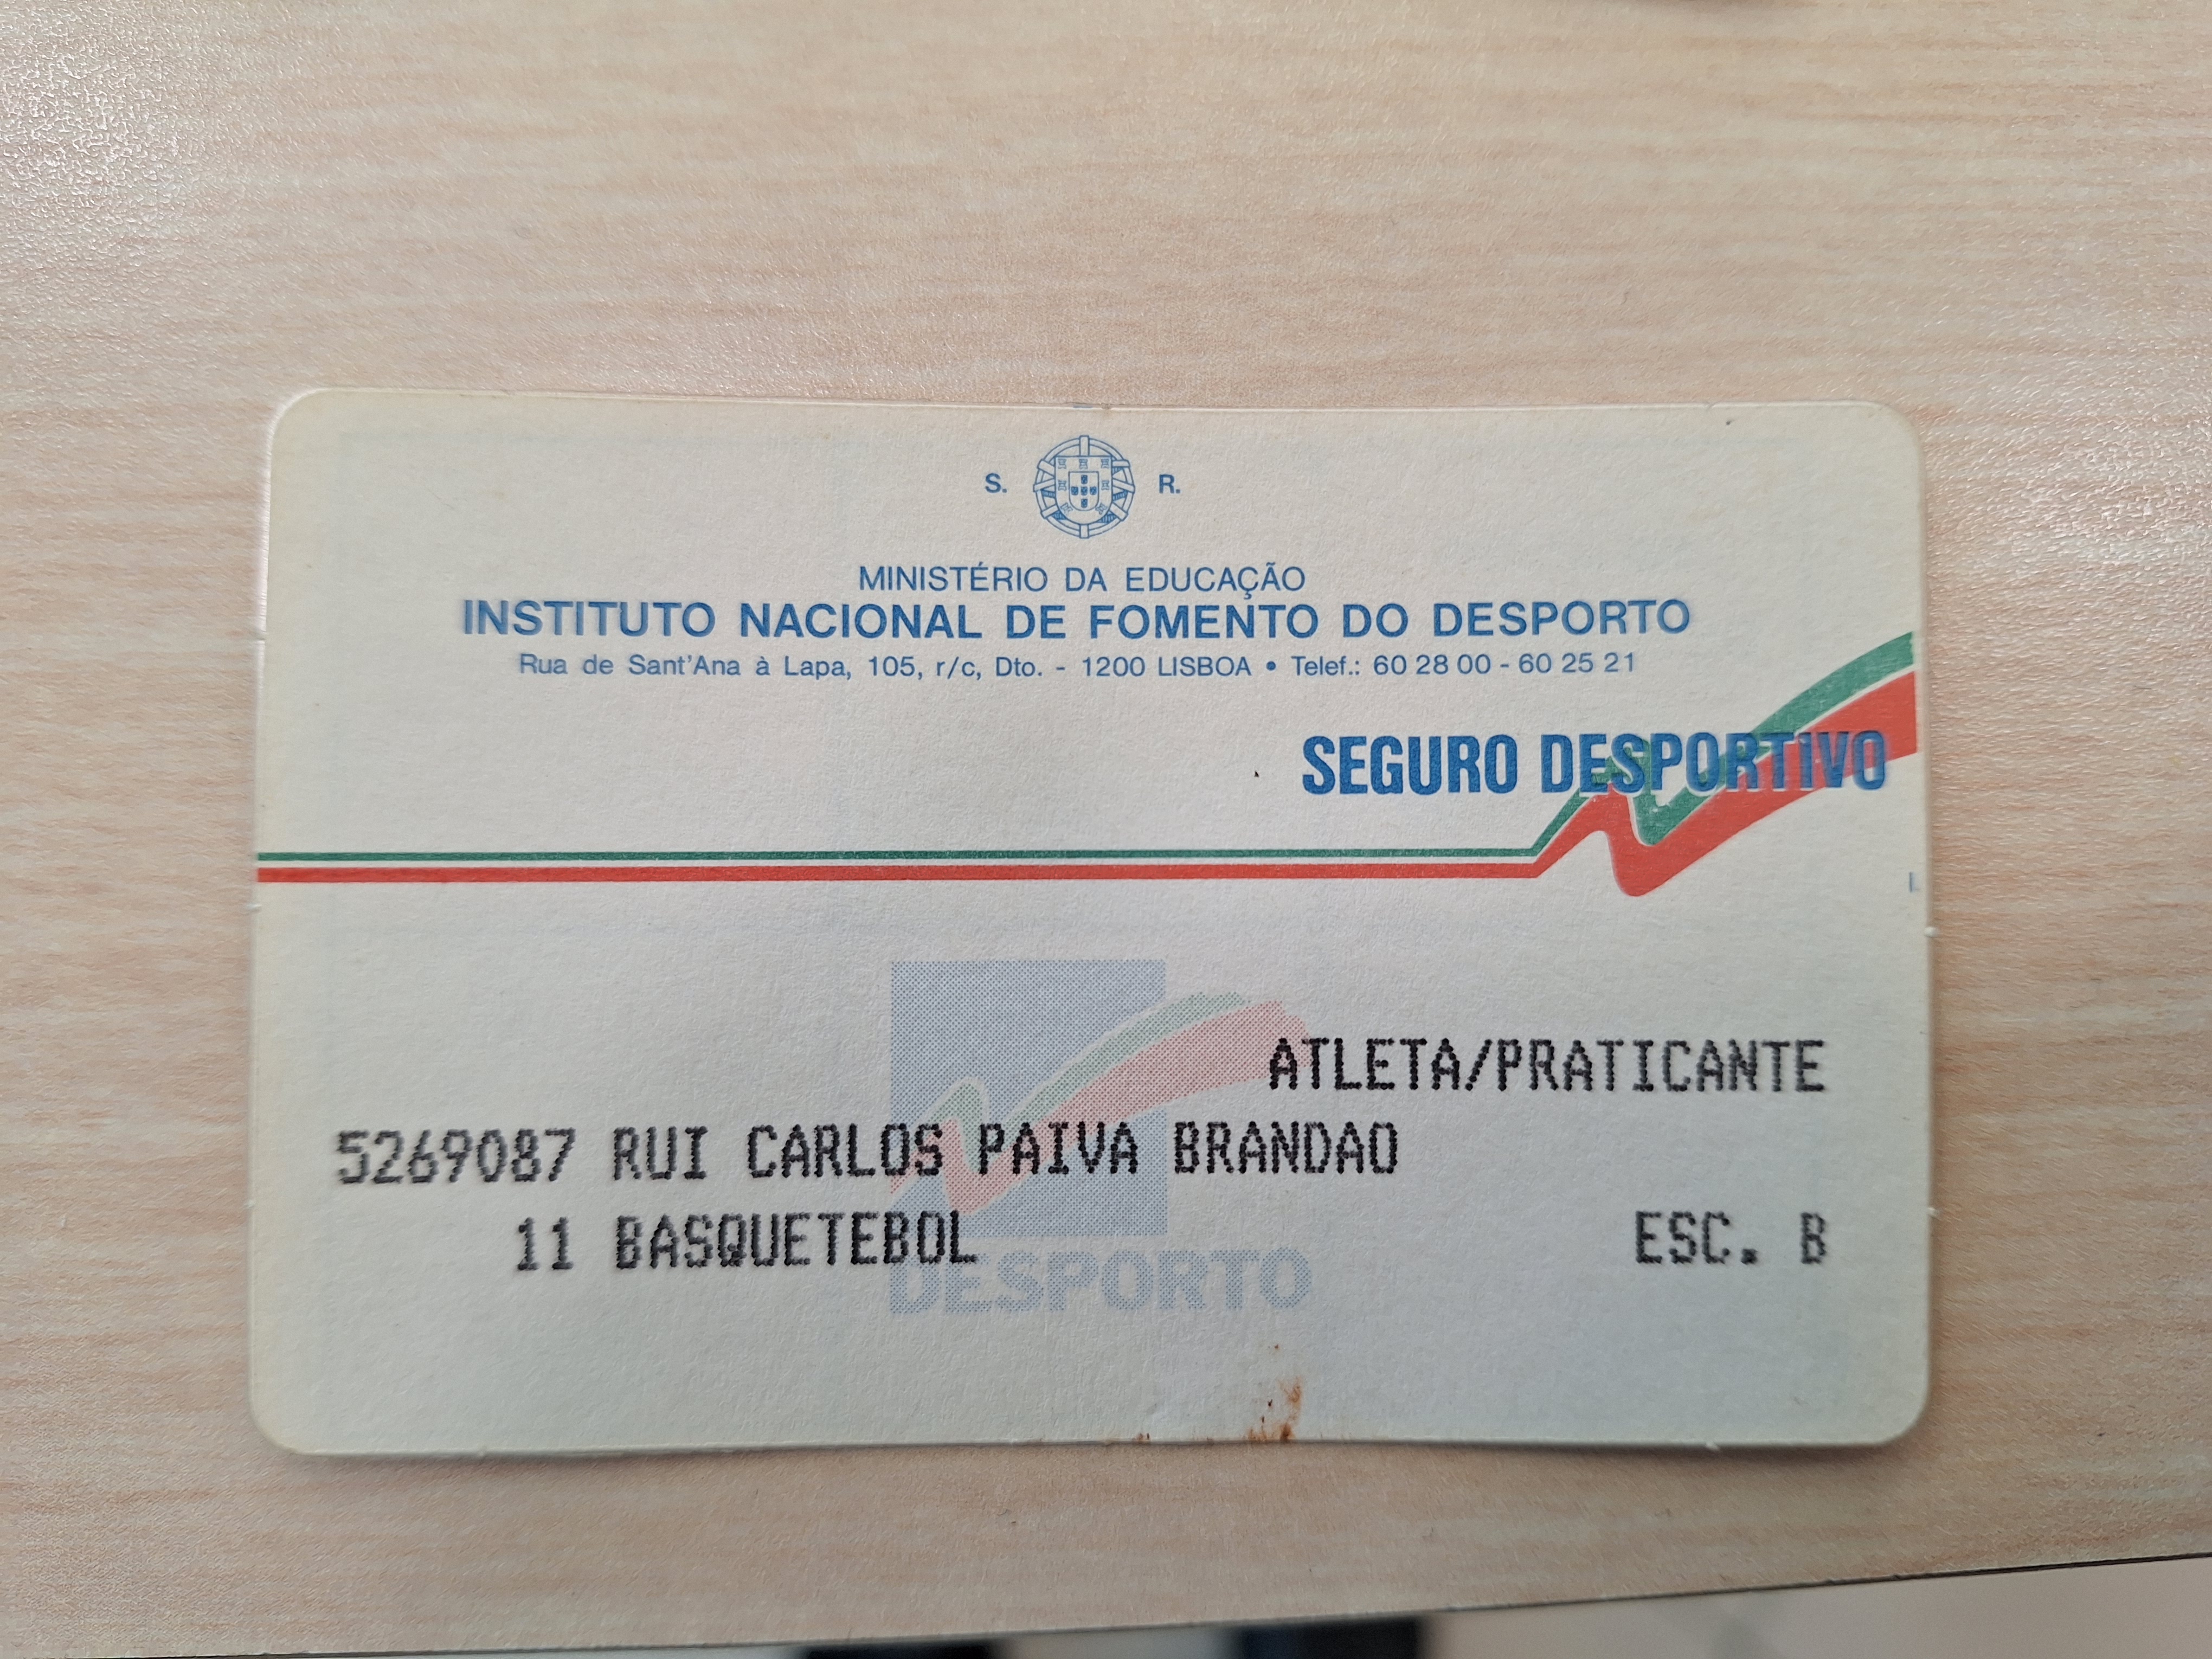 S. R.
MINISTÉRIO DA EDUCAÇÃO
INSTITUTO NACIONAL DE FOMENTO DO DESPORTO
Rua de Sant'Ana à Lapa, 105, r/c, Dto. - 1200 LISBOA • Telef.: 60 28 00 - 60 25 21
SEGURO DESPORTIVO
ATLETA/PRATICANTE
5269087 RUI CARLOS PAIVA BRANDAO
11 BASQUETEBOL ESC. B
DESPORTO